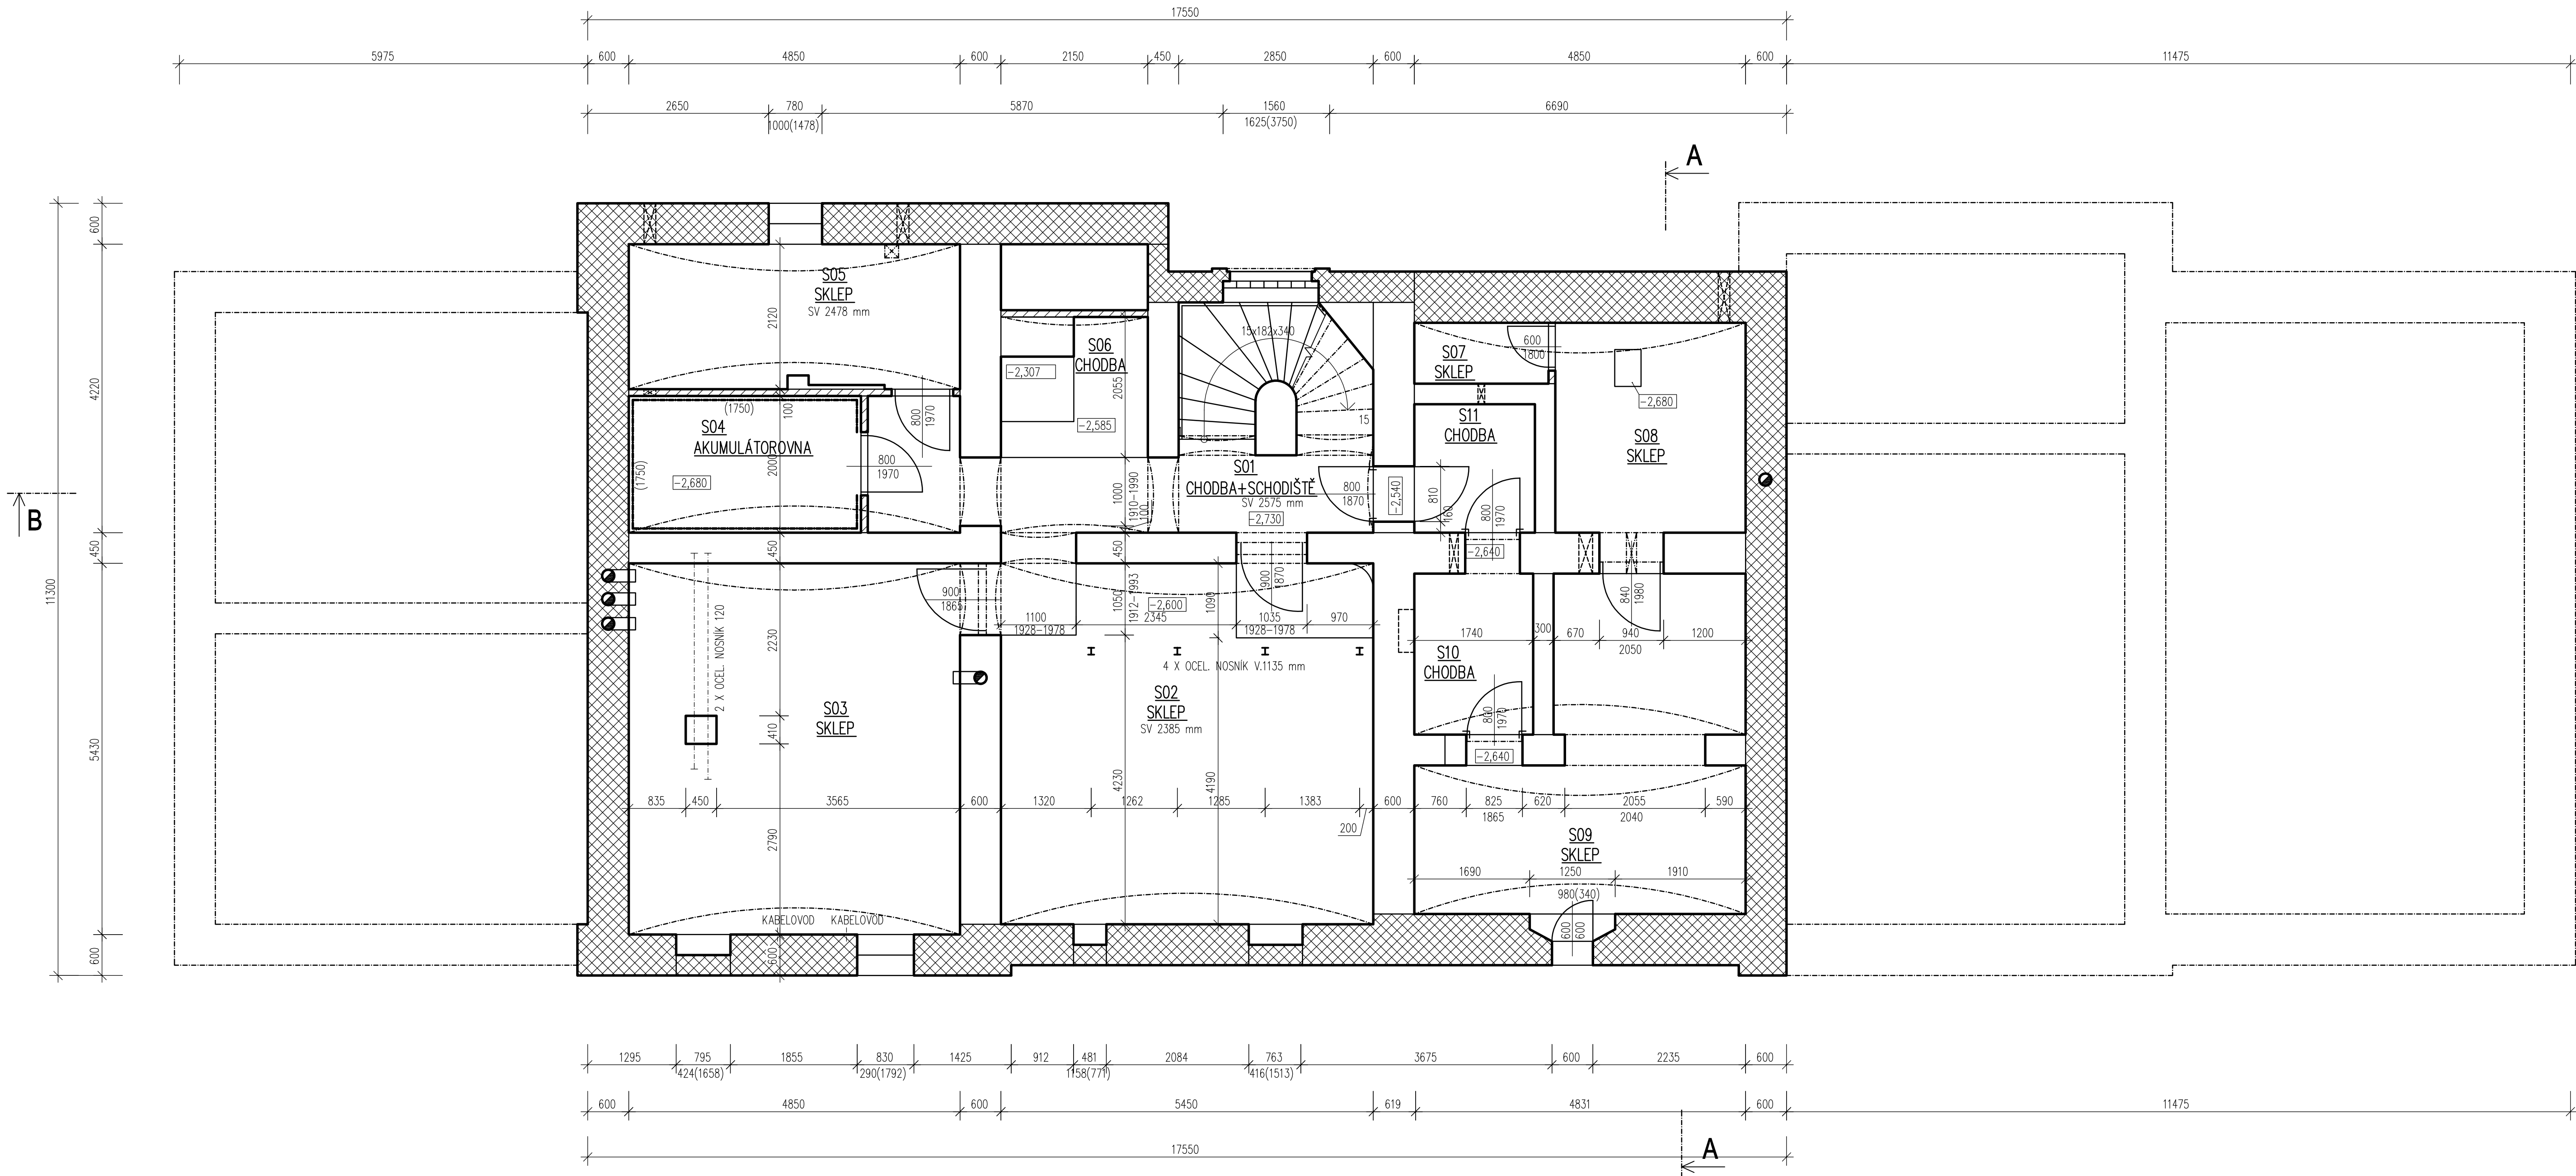 17550
5975 600 4850 600 2150 450 2850 600 4850 600 11475
2650 780 5870 1560 6690
1000(1478) 1625(3750)
A
600
4220
450
5430
600
11300
B
S05
SKLEP
SV 2478 mm
2120
100
2000
(1750)
(1750)
S04
AKUMULÁTOROVNA
-2,680
800
1970
800
1970
S06
CHODBA
-2,307
-2,585
2055
1000
1910-1990
100
15x182x340
15
S01
CHODBA+SCHODIŠTĚ
SV 2575 mm
-2,730
800
1870
-2,540
810
160
S07
SKLEP
600
1800
S11
CHODBA
800
1970
-2,640
S08
SKLEP
-2,680
450
450
2230
410
2790
600
2 X OCEL. NOSNÍK 120
900
1865
S03
SKLEP
835 450 3565 600 1320 1262 1285 1383 600 760 825 620 2055 590
1865 2040
200
KABELOVOD KABELOVOD
1050
1912-1993
-2,600
1090
900
1870
1100 2345 1035 970
1928-1978 1928-1978
4 X OCEL. NOSNÍK V.1135 mm
S02
SKLEP
SV 2385 mm
4230
4190
1740 300 670 940 1200
2050
840
1980
S10
CHODBA
860
1970
-2,640
S09
SKLEP
1690 1250 1910
980(340)
600
600
1295 795 1855 830 1425 912 481 2084 763 3675 600 2235 600
424(1658) 290(1792) 1158(771) 416(1513)
600 4850 600 5450 619 4831 600 11475
17550
A